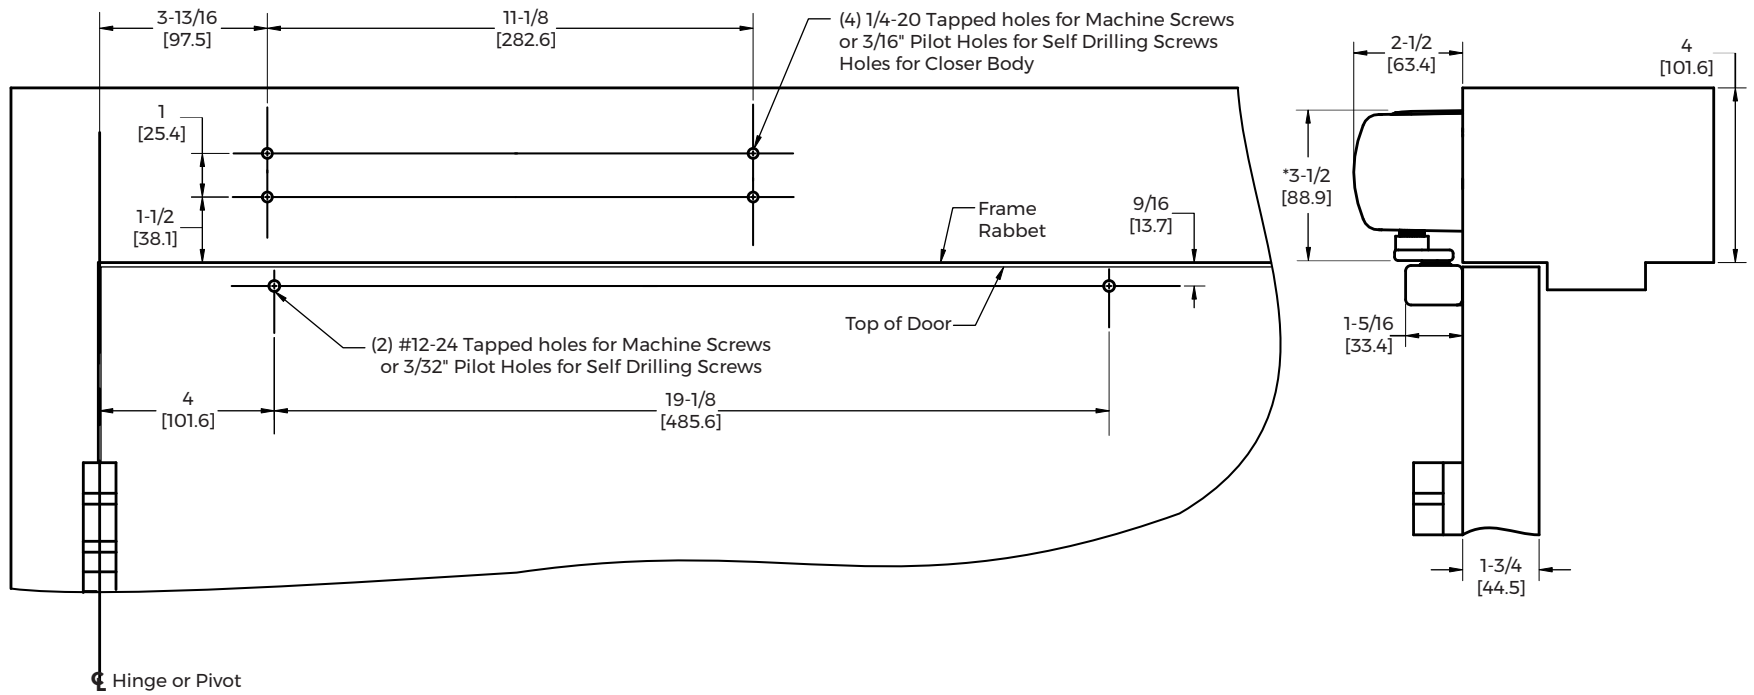 3-13/16
[97.5]
11-1/8
[282.6]
(4) 1/4-20 Tapped holes for Machine Screws
or 3/16" Pilot Holes for Self Drilling Screws
Holes for Closer Body
2-1/2
[63.4]
4
[101.6]
1
[25.4]
*3-1/2
[88.9]
1-1/2
[38.1]
Frame
Rabbet
9/16
[13.7]
Top of Door
1-5/16
[33.4]
(2) #12-24 Tapped holes for Machine Screws
or 3/32" Pilot Holes for Self Drilling Screws
4
[101.6]
19-1/8
[485.6]
1-3/4
[44.5]
℄ Hinge or Pivot